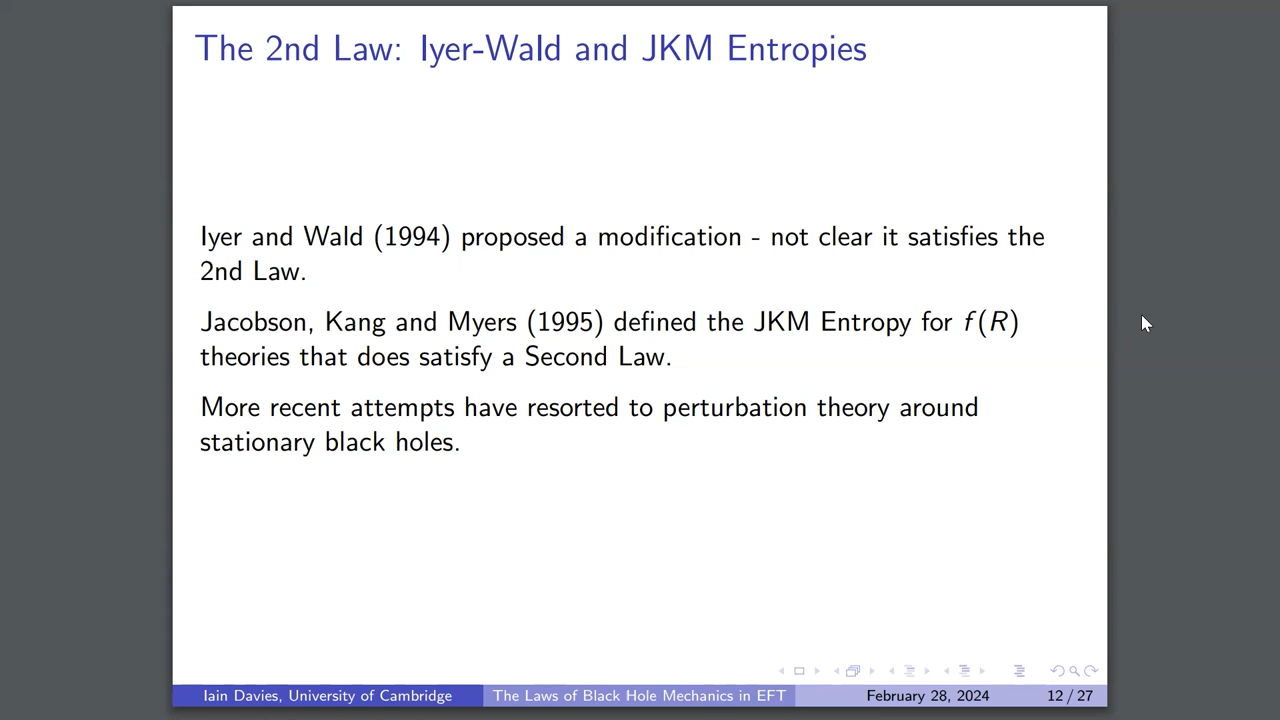 The 2nd Law: Iyer-Wald and JKM Entropies
Iyer and Wald (1994) proposed a modification - not clear it satisfies the
2nd Law.
Jacobson, Kang and Myers (1995) defined the JKM Entropy for f(R)
theories that does satisfy a Second Law.
More recent attempts have resorted to perturbation theory around
stationary black holes.
Iain Davies, University of Cambridge
The Laws of Black Hole Mechanics in EFT
February 28, 2024
12 / 27